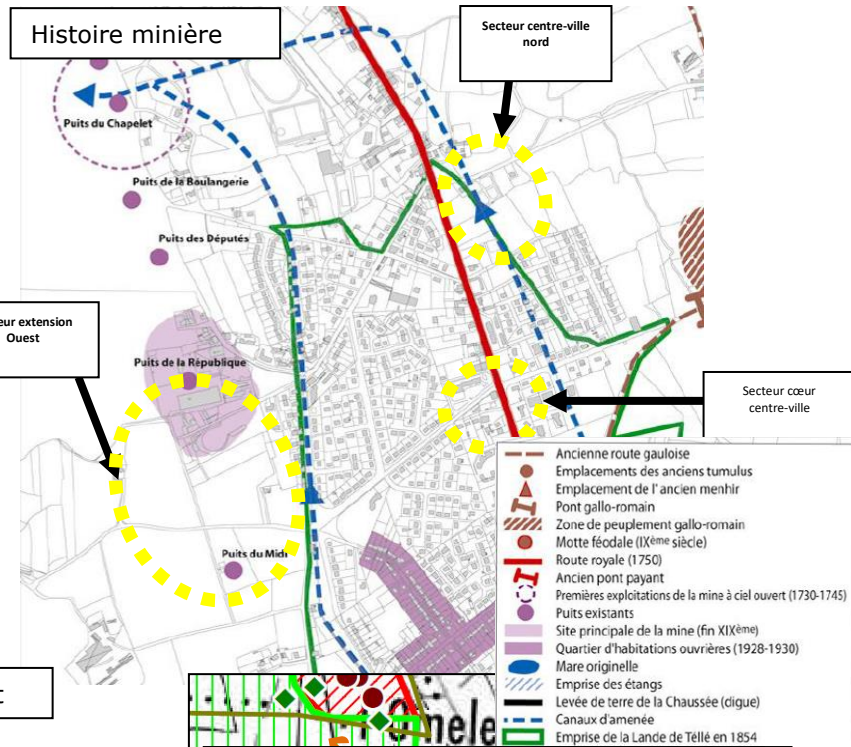 Histoire minière
Secteur centre-ville
nord
Puits du Chapelet
Puits de la Boulangerie
Puits des Députés
eur extension
Ouest
Puits de la République
Secteur cœur
centre-ville
Puits du Midi
Ancienne route gauloise
Emplacements des anciens tumulus
Emplacement de l'ancien menhir
Pont gallo-romain
Zone de peuplement gallo-romain
Motte féodale (IXème siècle)
Route royale (1750)
Ancien pont payant
Premières exploitations de la mine à ciel ouvert (1730-1745)
Puits existants
Site principale de la mine (fin XIXème)
Quartier d'habitations ouvrières (1928-1930)
Mare originelle
Emprise des étangs
Levée de terre de la Chaussée (digue)
Canaux d'amenée
Emprise de la Lande de Téllé en 1854
t
mele